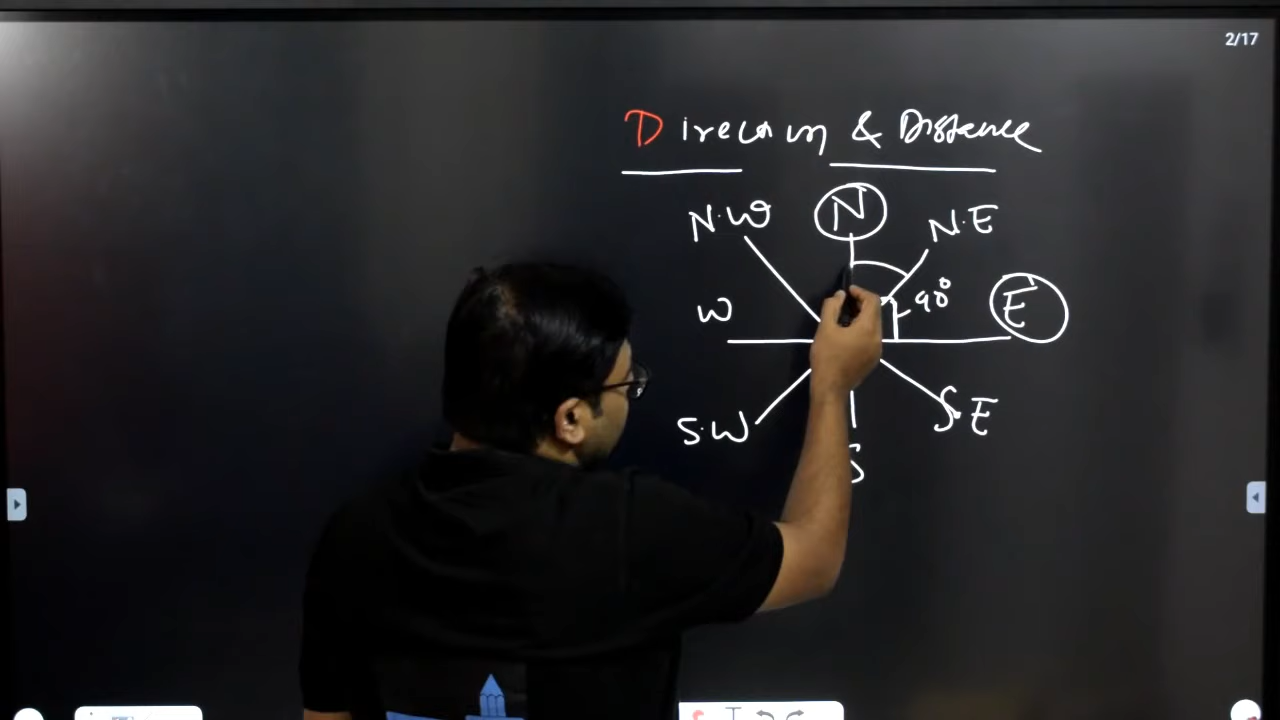 2/17
Direction & Distance
N.W N N.E
W 90° E
S.W S.E
S